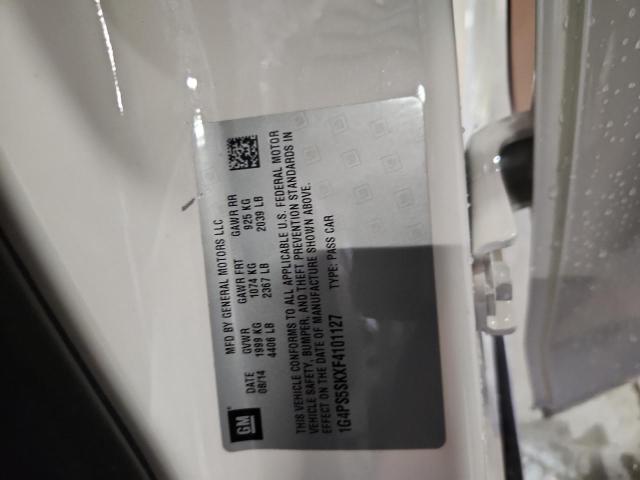 GM
MFD BY GENERAL MOTORS LLC
DATE GVWR GAWR FRT GAWR RR
08/14 1999 KG 1074 KG 925 KG
4406 LB 2367 LB 2039 LB
THIS VEHICLE CONFORMS TO ALL APPLICABLE U.S. FEDERAL MOTOR
VEHICLE SAFETY, BUMPER, AND THEFT PREVENTION STANDARDS IN
EFFECT ON THE DATE OF MANUFACTURE SHOWN ABOVE.
1G4PS5SKXF4101127 TYPE: PASS CAR